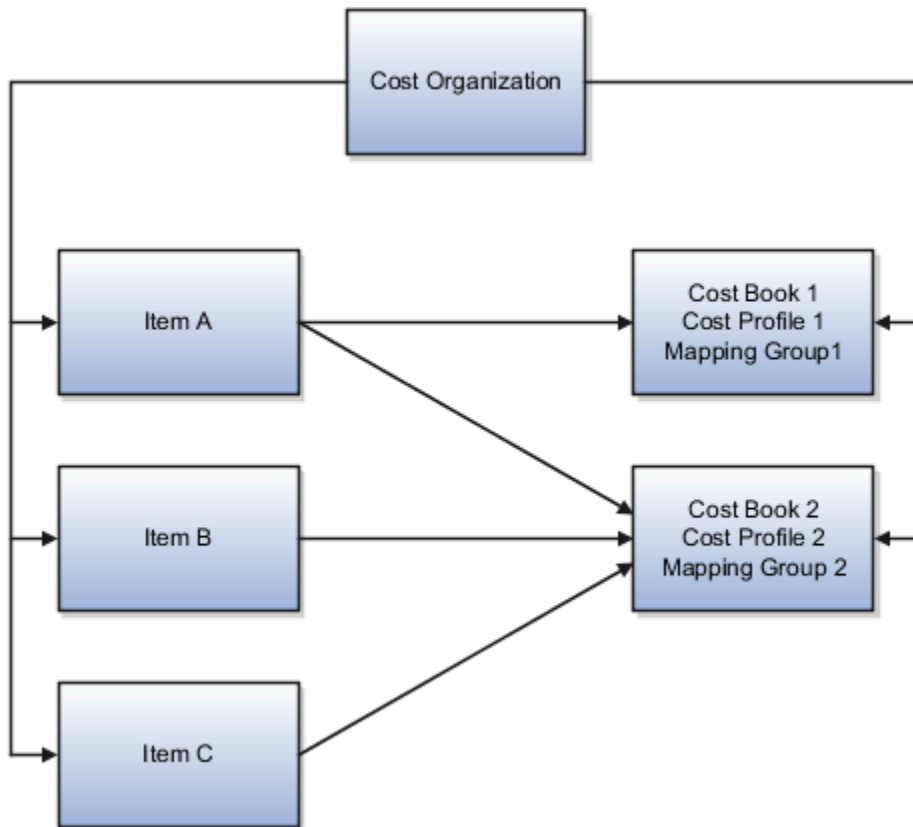 Cost Organization
Item A
Cost Book 1
Cost Profile 1
Mapping Group1
Item B
Cost Book 2
Cost Profile 2
Mapping Group 2
Item C